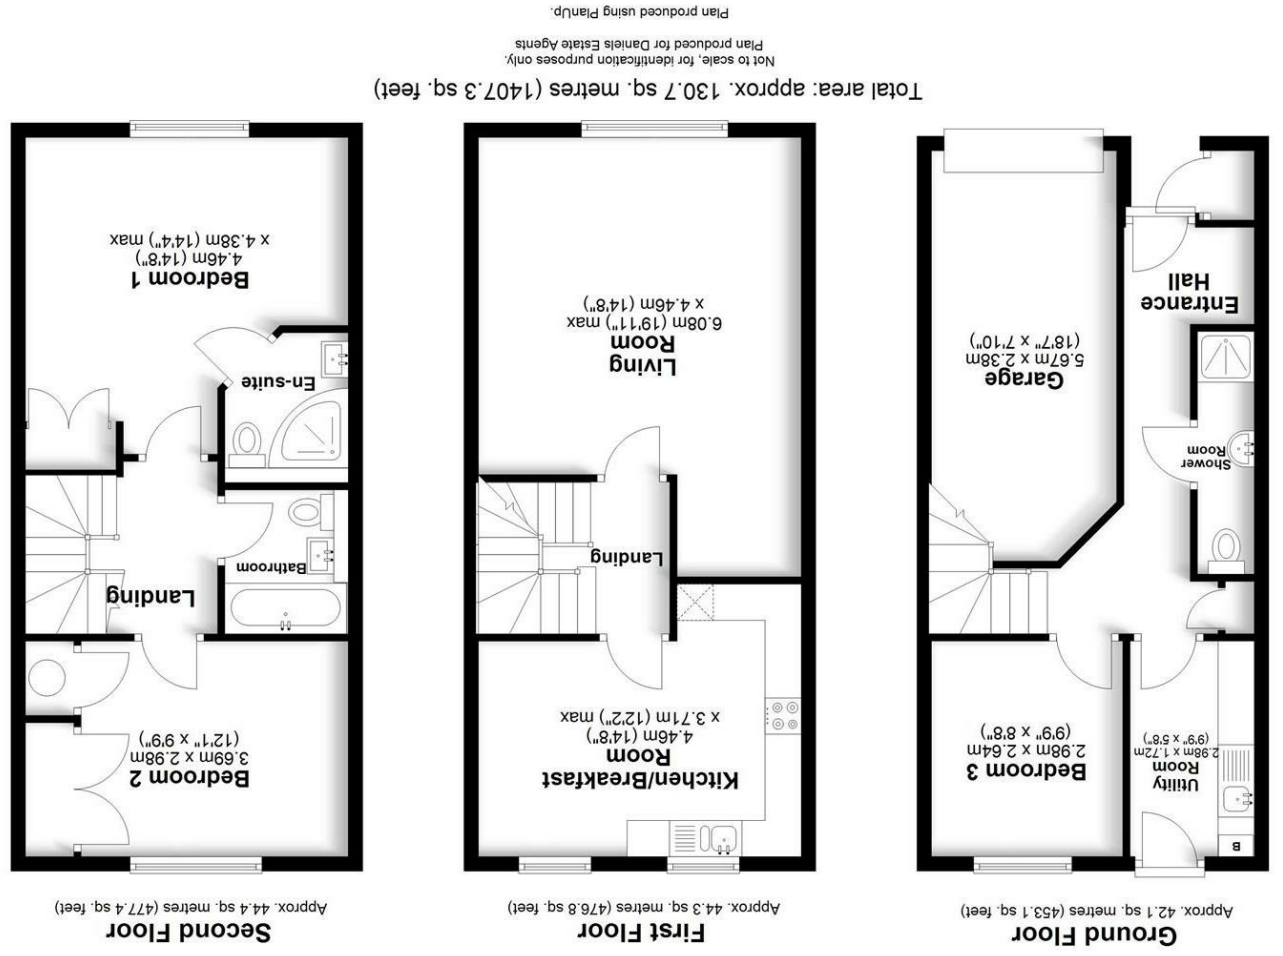 Ground Floor
Approx. 42.1 sq. metres (453.1 sq. feet)
B
Utility
Room
2.98m x 1.72m
(9'9" x 5'8")
Bedroom 3
2.98m x 2.64m
(9'9" x 8'8")
Shower
Room
Garage
5.67m x 2.38m
(18'7" x 7'10")
Entrance
Hall
First Floor
Approx. 44.3 sq. metres (476.8 sq. feet)
Kitchen/Breakfast
Room
4.46m (14'8")
x 3.71m (12'2") max
Landing
Living
Room
6.08m (19'11") max
x 4.46m (14'8")
Second Floor
Approx. 44.4 sq. metres (477.4 sq. feet)
Bedroom 2
3.69m x 2.98m
(12'1" x 9'9")
Landing
Bathroom
En-suite
Bedroom 1
4.46m (14'8")
x 4.38m (14'4") max
Total area: approx. 130.7 sq. metres (1407.3 sq. feet)
Not to scale, for identification purposes only.
Plan produced for Daniels Estate Agents
Plan produced using PlanUp.